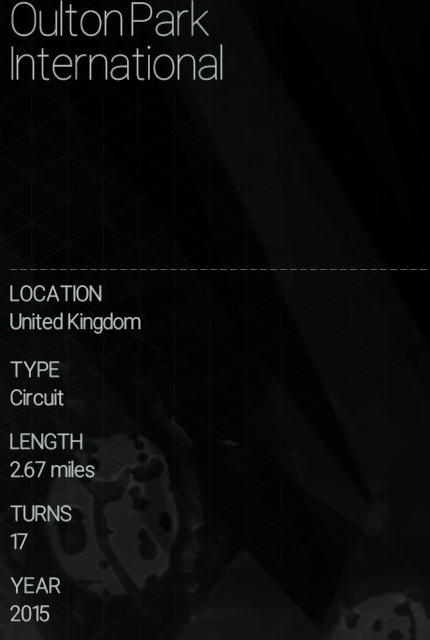 Oulton Park
International
LOCATION
United Kingdom
TYPE
Circuit
LENGTH
2.67 miles
TURNS
17
YEAR
2015